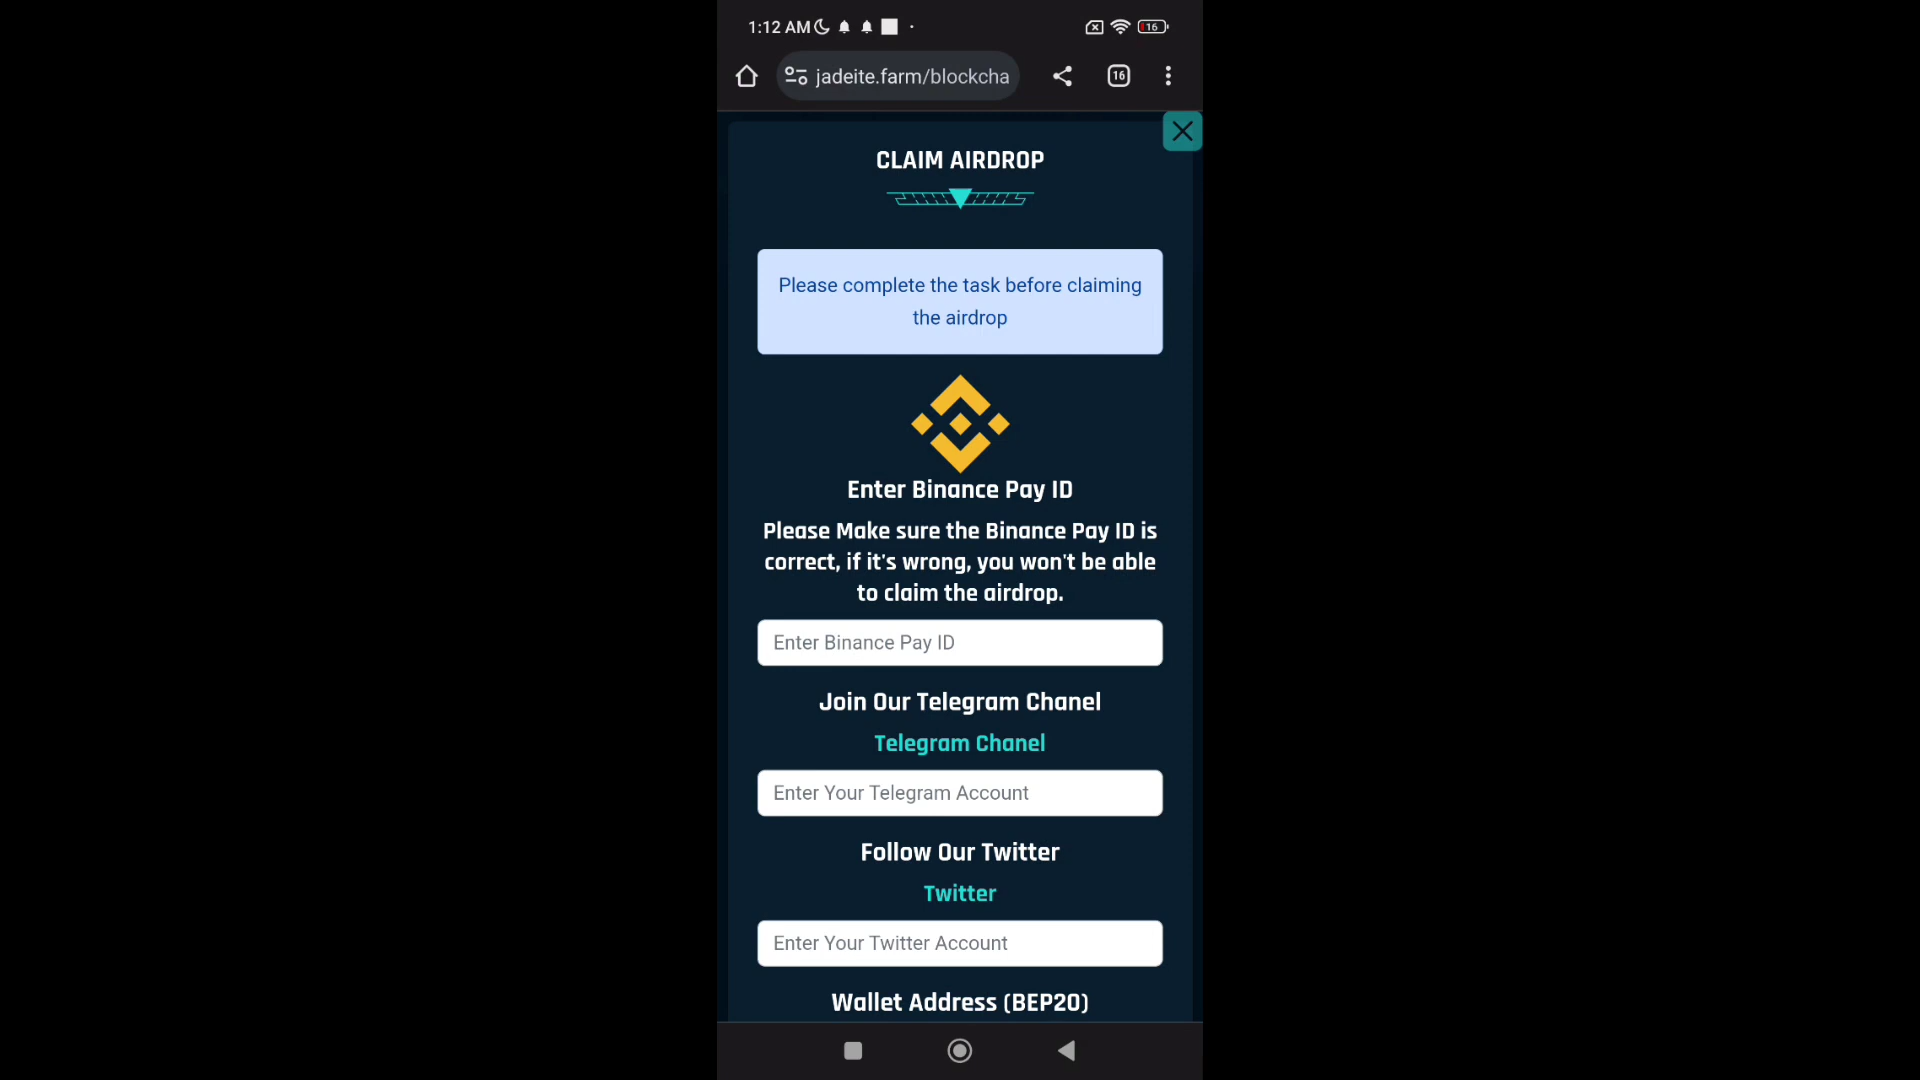 1:12 AM
16
jadeite.farm/blockcha
16
CLAIM AIRDROP
Please complete the task before claiming
the airdrop
Enter Binance Pay ID
Please Make sure the Binance Pay ID is
correct, if it's wrong, you won't be able
to claim the airdrop.
Enter Binance Pay ID
Join Our Telegram Chanel
Telegram Chanel
Enter Your Telegram Account
Follow Our Twitter
Twitter
Enter Your Twitter Account
Wallet Address (BEP20)